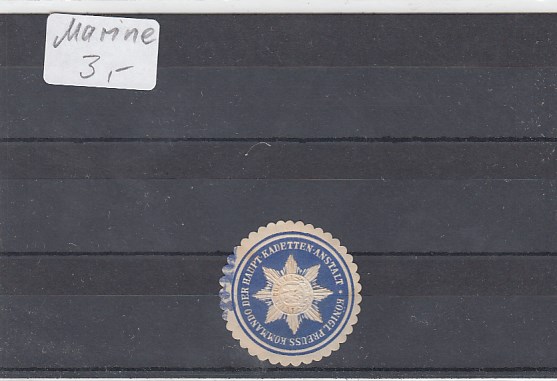 Marine
3,-
KÖNIGL. PREUSS. KOMMANDO DER HAUPT-KADETTEN-ANSTALT *